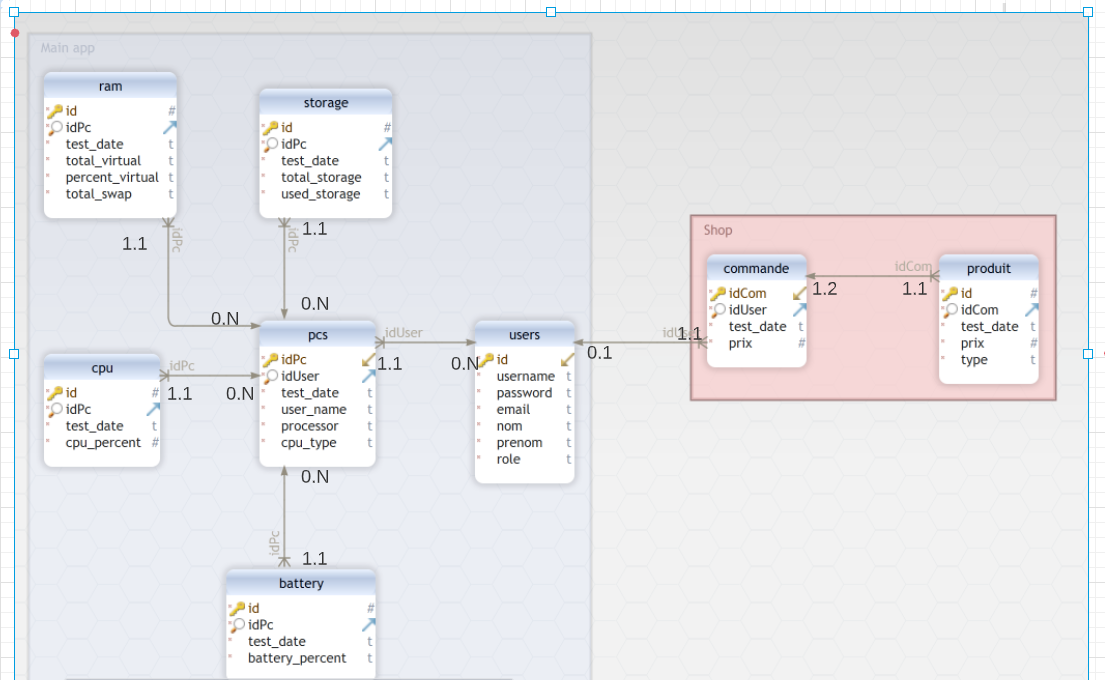 Main app
ram
id #
idPc
test_date t
total_virtual t
percent_virtual t
total_swap t
storage
id #
idPc
test_date t
total_storage t
used_storage t
1.1
idPc
idPc
1.1
0.N
0.N
Shop
commande
idCom
idUser
test_date t
prix #
idCom
1.2
1.1
produit
id #
idCom
test_date t
prix #
type t
cpu
id #
idPc
test_date t
cpu_percent #
idPc
1.1
0.N
pcs
idPc
idUser
test_date t
user_name t
processor t
cpu_type t
idUser
1.1
0.N
users
id
username t
password t
email t
nom t
prenom t
role t
0.1
1.1
0.N
idPc
1.1
battery
id #
idPc
test_date t
battery_percent t